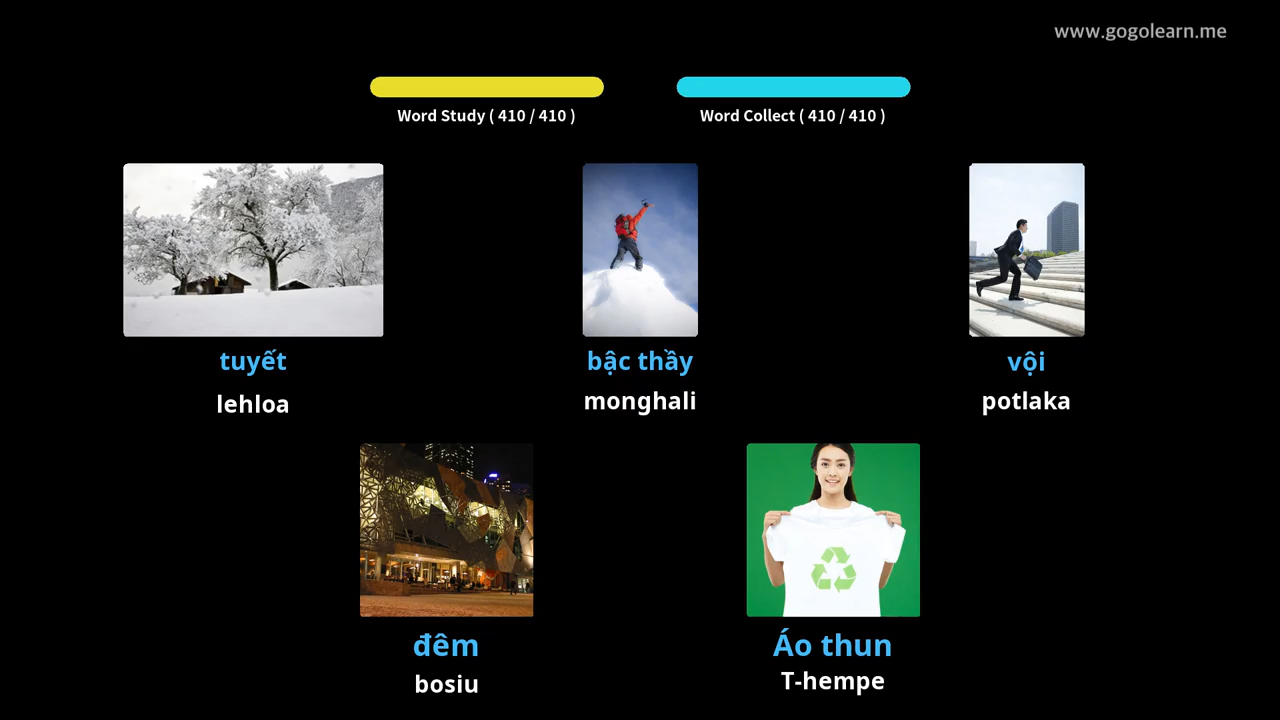 www.gogolearn.me
Word Study ( 410 / 410 )
Word Collect ( 410 / 410 )
tuyết
lehloa
bậc thầy
monghali
vội
potlaka
đêm
bosiu
Áo thun
T-hempe